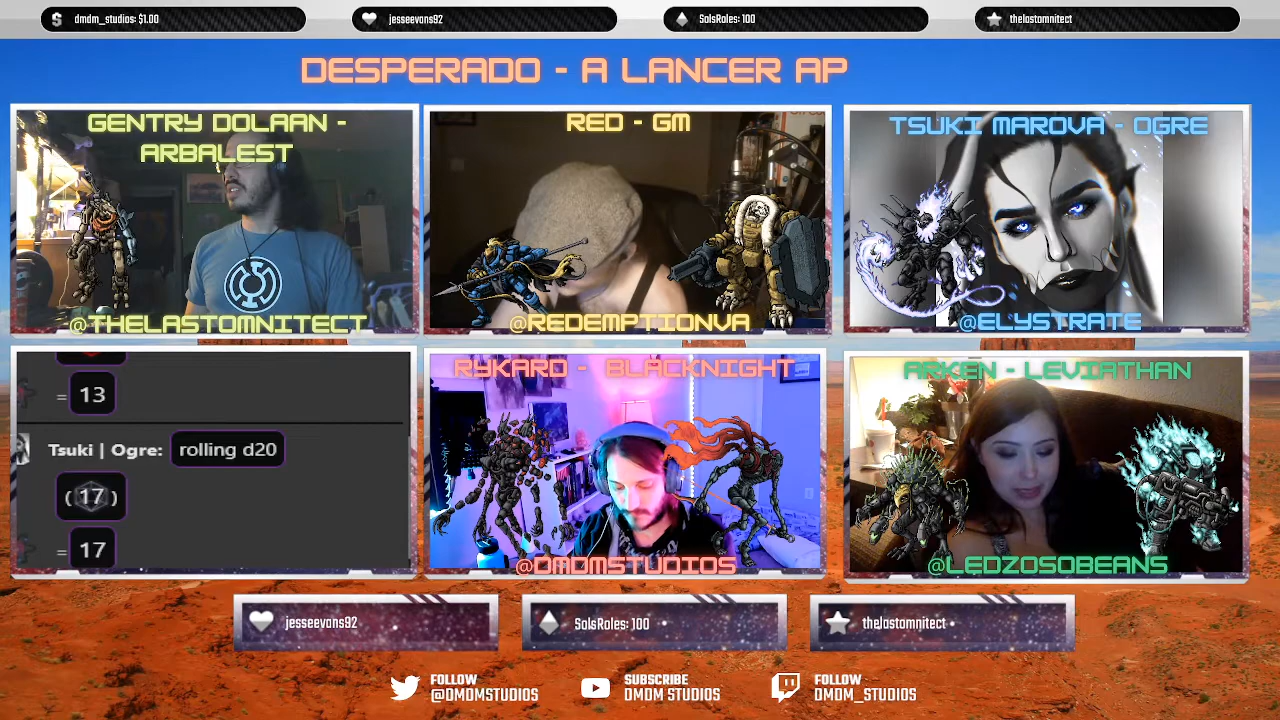 dmdm_studios: $1.00
jesseevans92
SolsRoles: 100
thelastomnitect
DESPERADO - A LANCER AP
GENTRY DOLAAN -
ARBALEST
@THELASTOMNITECT
RED - GM
@REDEMPTIONVA
TSUKI MAROVA - OGRE
@ELYSTRATE
= 13
Tsuki | Ogre: rolling d20
(17)
= 17
RYKARD - BLACKNIGHT
@DMDMSTUDIOS
ARKEN - LEVIATHAN
@LEDZOSOBEANS
jesseevans92
SolsRoles: 100
thelastomnitect
FOLLOW
@DMDMSTUDIOS
SUBSCRIBE
DMDM STUDIOS
FOLLOW
DMDM_STUDIOS